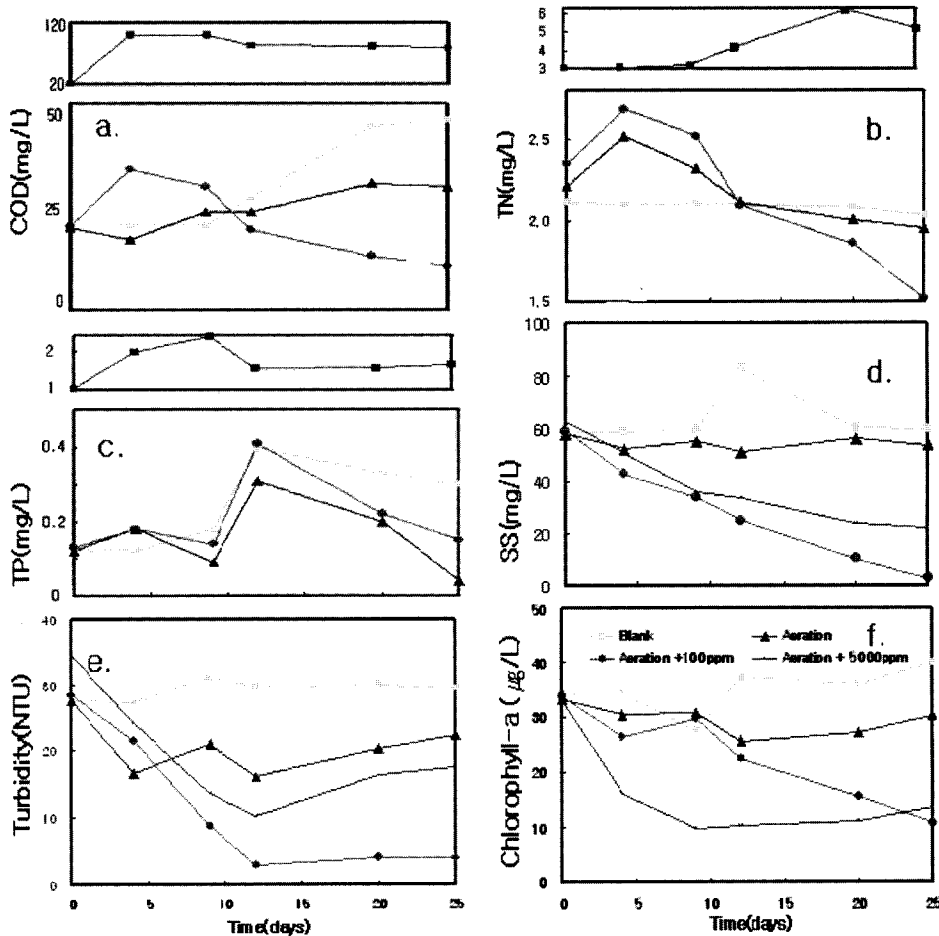 120
20
COD(mg/L)
50
25
0
a.
6
5
4
3
TN(mg/L)
2.5
2.0
1.5
b.
2
1
TP(mg/L)
0.4
0.2
0
c.
SS(mg/L)
100
80
60
40
20
0
d.
Turbidity(NTU)
40
30
20
10
0
e.
0 5 10 15 20 25
Time(days)
Chlorophyll-a (㎍/L)
50
40
30
20
10
0
f.
Blank
Aeration
Aeration +100ppm
Aeration + 5000ppm
0 5 10 15 20 25
Time(days)